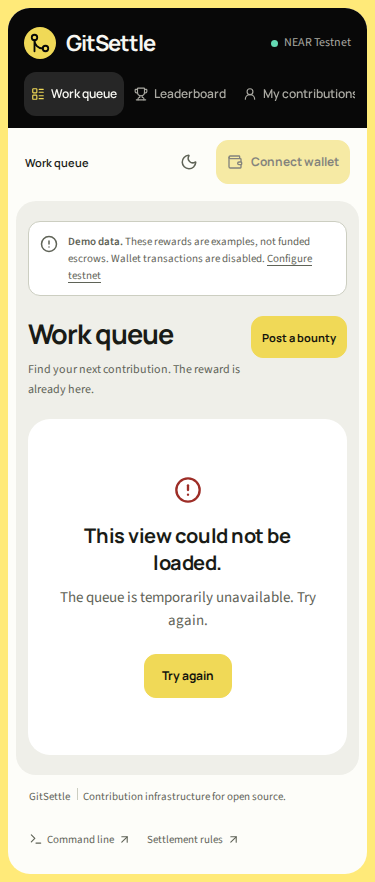 GitSettle
NEAR Testnet
Work queue
Leaderboard
My contributions
Work queue
Connect wallet
Demo data. These rewards are examples, not funded
escrows. Wallet transactions are disabled. Configure
testnet
Work queue
Post a bounty
Find your next contribution. The reward is
already here.
This view could not be
loaded.
The queue is temporarily unavailable. Try
again.
Try again
GitSettle
Contribution infrastructure for open source.
Command line
Settlement rules